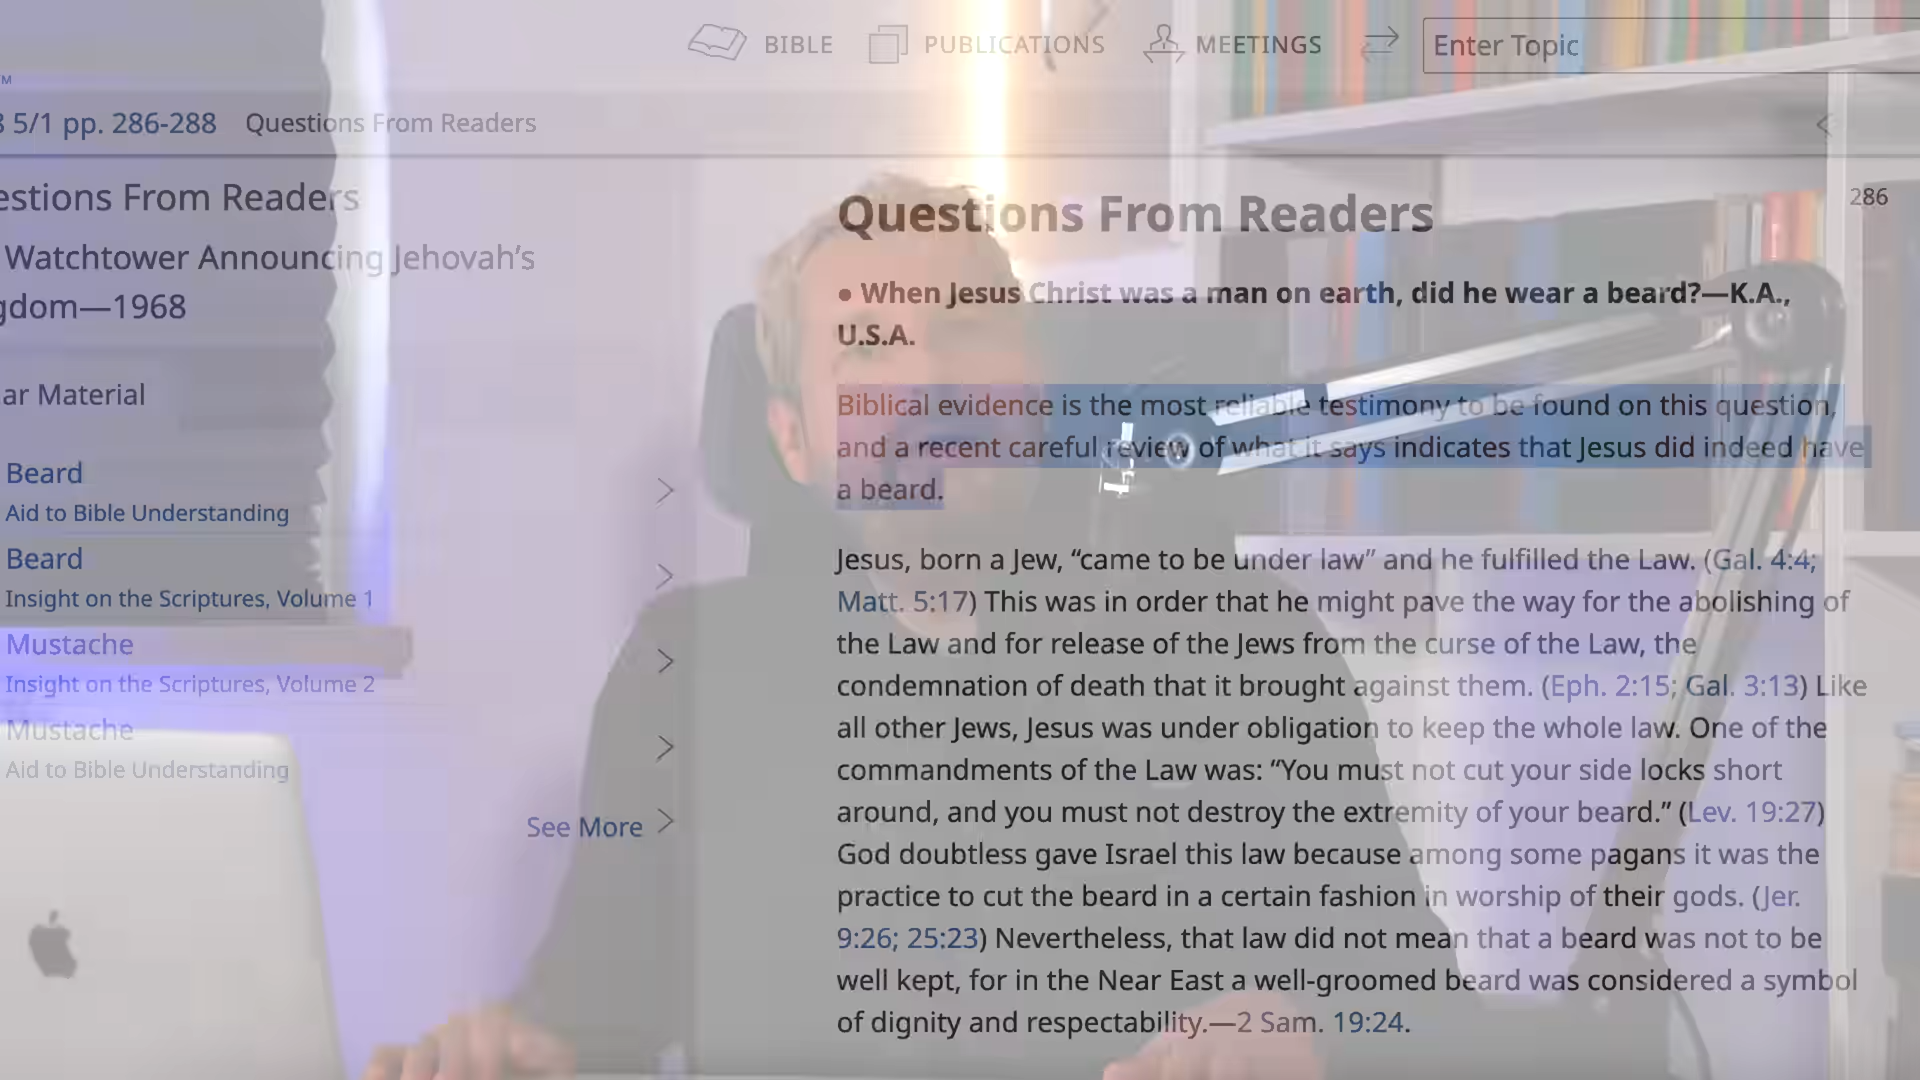 BIBLE
PUBLICATIONS
MEETINGS
Enter Topic
™
5/1 pp. 286-288
Questions From Readers
estions From Readers
Watchtower Announcing Jehovah’s
gdom—1968
ar Material
Beard
Aid to Bible Understanding
Beard
Insight on the Scriptures, Volume 1
Mustache
Insight on the Scriptures, Volume 2
Mustache
Aid to Bible Understanding
See More
286
Questions From Readers
● When Jesus Christ was a man on earth, did he wear a beard?—K.A.,
U.S.A.
Biblical evidence is the most reliable testimony to be found on this question,
and a recent careful review of what it says indicates that Jesus did indeed have
a beard.
Jesus, born a Jew, “came to be under law” and he fulfilled the Law. (Gal. 4:4;
Matt. 5:17) This was in order that he might pave the way for the abolishing of
the Law and for release of the Jews from the curse of the Law, the
condemnation of death that it brought against them. (Eph. 2:15; Gal. 3:13) Like
all other Jews, Jesus was under obligation to keep the whole law. One of the
commandments of the Law was: “You must not cut your side locks short
around, and you must not destroy the extremity of your beard.” (Lev. 19:27)
God doubtless gave Israel this law because among some pagans it was the
practice to cut the beard in a certain fashion in worship of their gods. (Jer.
9:26; 25:23) Nevertheless, that law did not mean that a beard was not to be
well kept, for in the Near East a well-groomed beard was considered a symbol
of dignity and respectability.—2 Sam. 19:24.